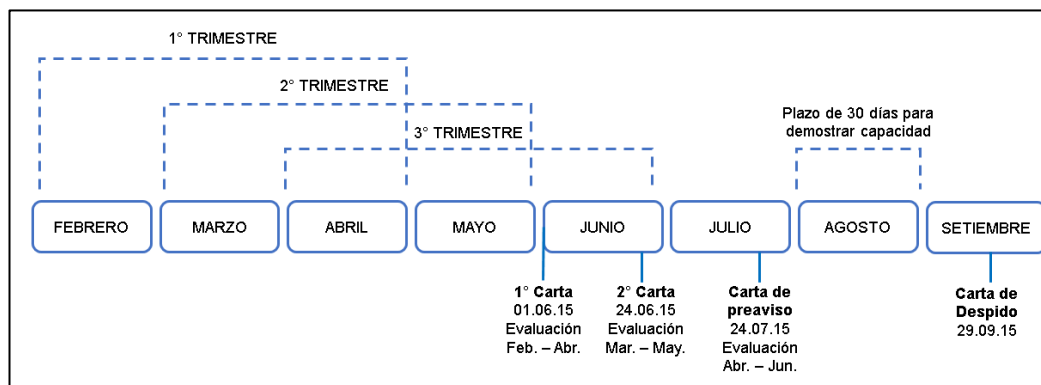 1° TRIMESTRE
2° TRIMESTRE
3° TRIMESTRE
Plazo de 30 días para
demostrar capacidad
FEBRERO
MARZO
ABRIL
MAYO
JUNIO
JULIO
AGOSTO
SETIEMBRE
1° Carta
01.06.15
Evaluación
Feb. – Abr.
2° Carta
24.06.15
Evaluación
Mar. – May.
Carta de
preaviso
24.07.15
Evaluación
Abr. – Jun.
Carta de
Despido
29.09.15